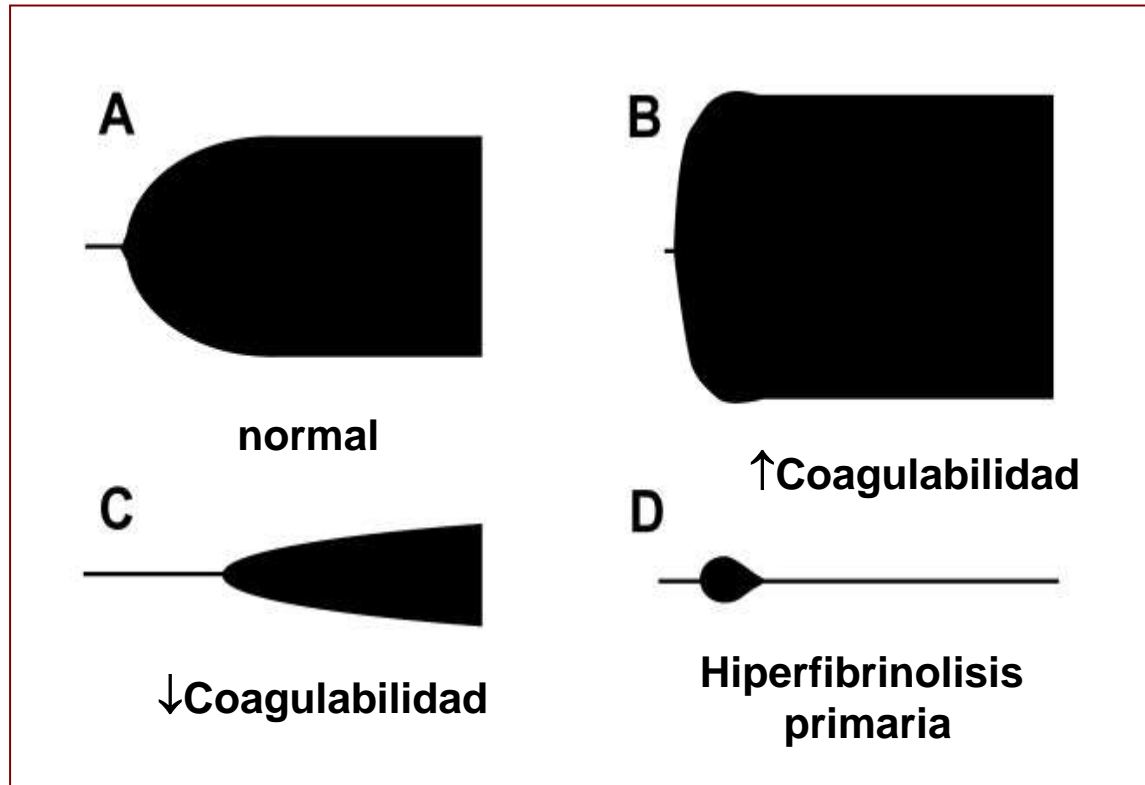 A
B
normal
↑Coagulabilidad
C
D
↓Coagulabilidad
Hiperfibrinolisis
primaria